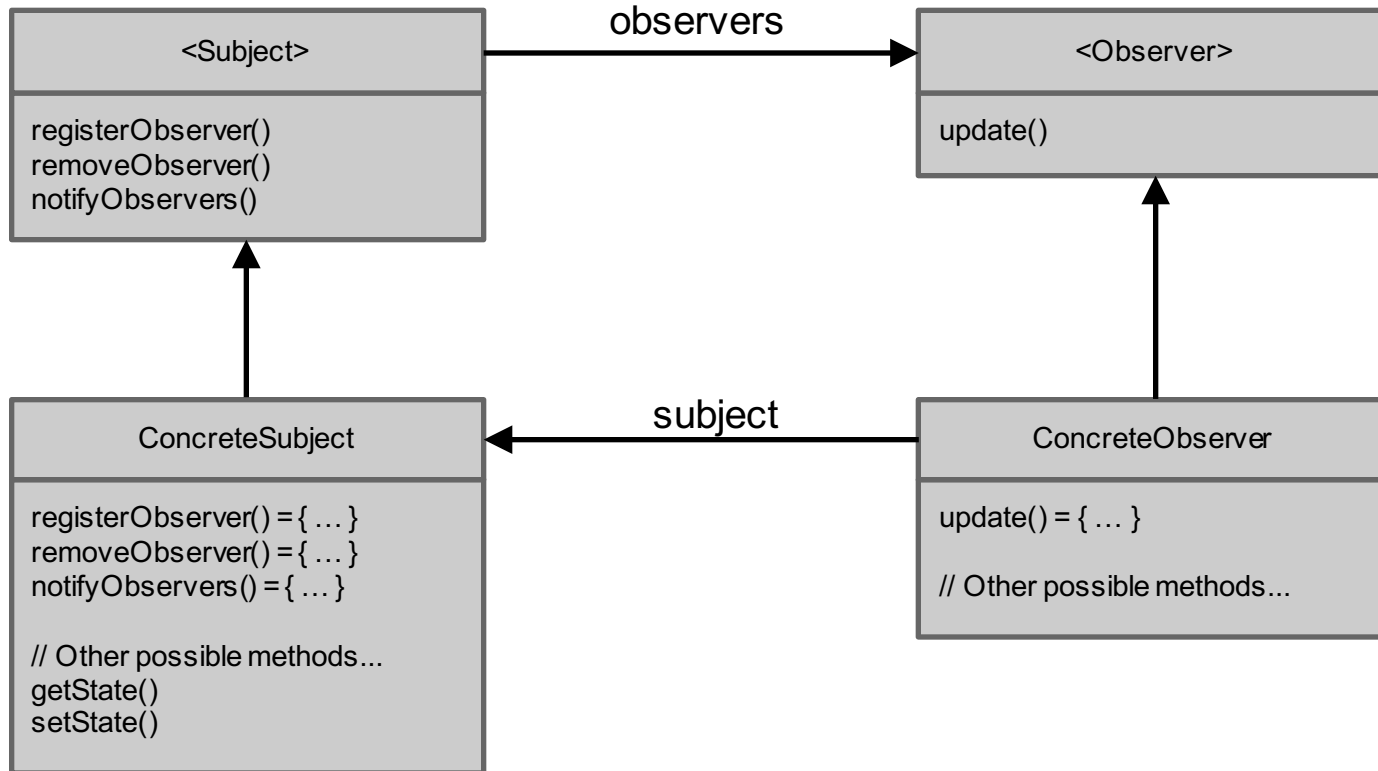 observers
<Subject>
registerObserver()
removeObserver()
notifyObservers()
<Observer>
update()
subject
ConcreteSubject
registerObserver() = { … }
removeObserver() = { … }
notifyObservers() = { … }
// Other possible methods...
getState()
setState()
ConcreteObserver
update() = { … }
// Other possible methods...